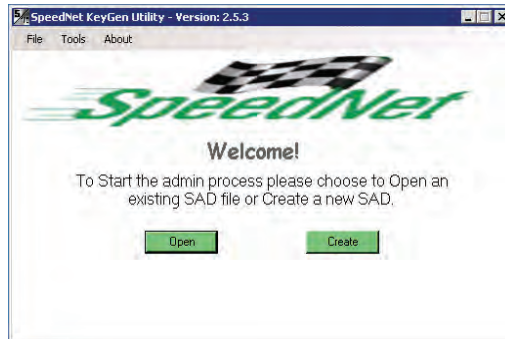 SpeedNet KeyGen Utility - Version: 2.5.3
File Tools About
SpeedNet
Welcome!
To Start the admin process please choose to Open an
existing SAD file or Create a new SAD.
Open Create